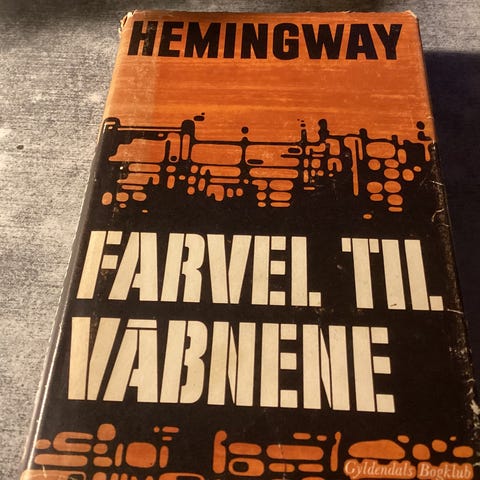 HEMINGWAY
FARVEL TIL
VÅBNENE
Gyldendals Bogklub